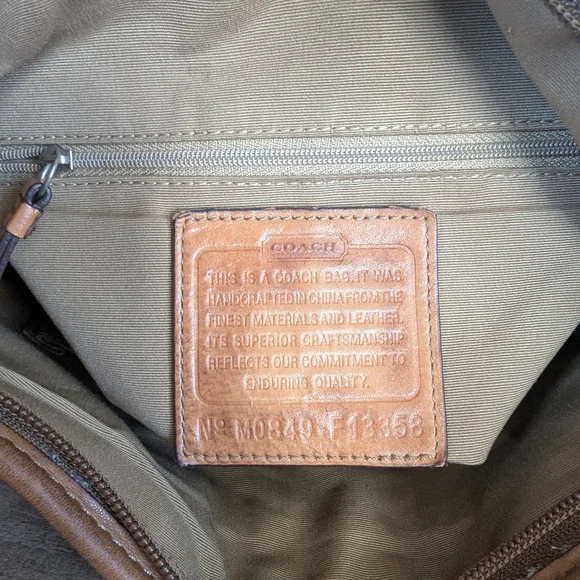 COACH
THIS IS A COACH BAG. IT WAS
HANDCRAFTED IN CHINA FROM THE
FINEST MATERIALS AND LEATHER.
ITS SUPERIOR CRAFTSMANSHIP
REFLECTS OUR COMMITMENT TO
ENDURING QUALITY.
Nº M0840-F13358